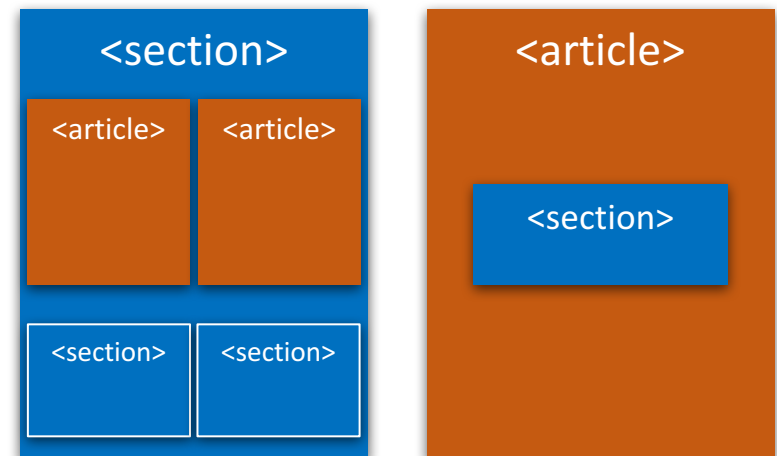 <section>
<article> <article>
<section> <section>
<article>
<section>